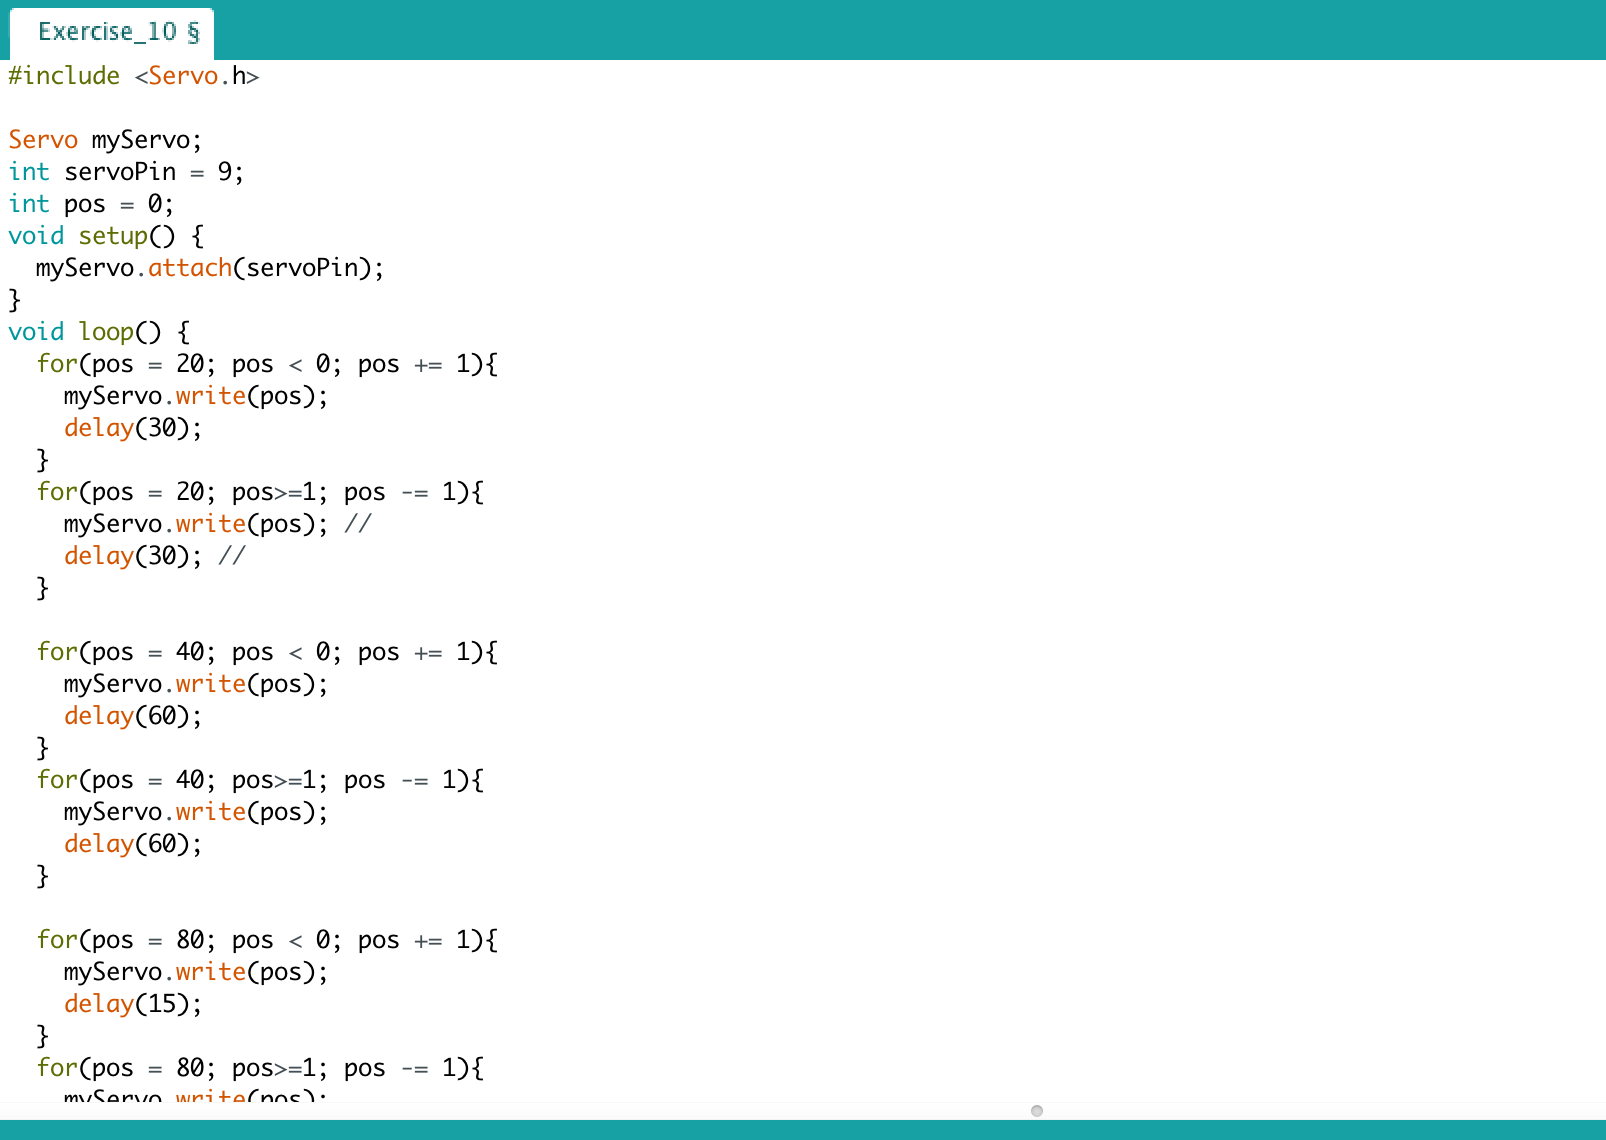 Exercise_10 §
#include <Servo.h>
Servo myServo;
int servoPin = 9;
int pos = 0;
void setup() {
  myServo.attach(servoPin);
}
void loop() {
  for(pos = 20; pos < 0; pos += 1){
    myServo.write(pos);
    delay(30);
  }
  for(pos = 20; pos>=1; pos -= 1){
    myServo.write(pos); //
    delay(30); //
  }
  for(pos = 40; pos < 0; pos += 1){
    myServo.write(pos);
    delay(60);
  }
  for(pos = 40; pos>=1; pos -= 1){
    myServo.write(pos);
    delay(60);
  }
  for(pos = 80; pos < 0; pos += 1){
    myServo.write(pos);
    delay(15);
  }
  for(pos = 80; pos>=1; pos -= 1){
    myServo.write(pos);